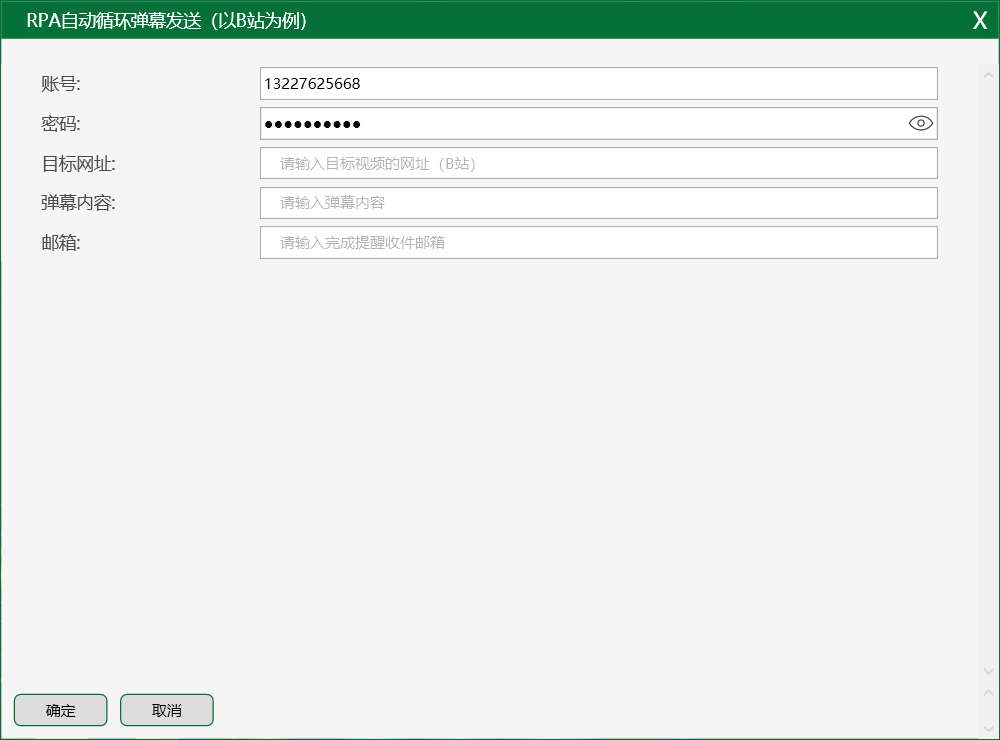 RPA自动循环弹幕发送（以B站为例）
X
账号:
13227625668
密码:
●●●●●●●●●●
目标网址:
请输入目标视频的网址（B站）
弹幕内容:
请输入弹幕内容
邮箱:
请输入完成提醒收件邮箱
确定
取消